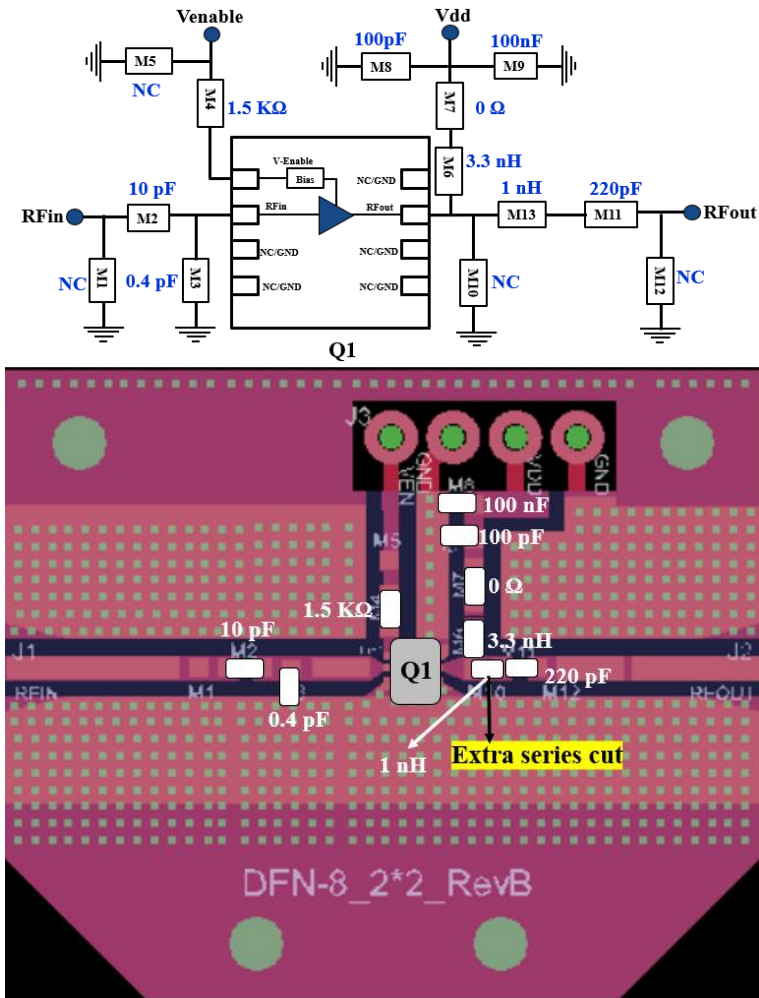 Venable
Vdd
100pF
100nF
M5
M8
M9
NC
M4
1.5 KΩ
M7
0 Ω
V-Enable
Bias
NC/GND
M6
3.3 nH
10 pF
1 nH
220pF
RFin
M2
RFin
RFout
M13
M11
RFout
NC
M1
0.4 pF
M3
NC/GND
NC/GND
M10
NC
M12
NC
NC/GND
NC/GND
Q1
J3
VEN
GND
VDD
GND
M8
100 nF
M5
100 pF
M7
0 Ω
1.5 KΩ
M4
10 pF
M6
3.3 nH
J1
M2
Q1
M11
J2
RFIN
M1
3
M10
M12
220 pF
RFOUT
0.4 pF
1 nH
Extra series cut
DFN-8_2*2_RevB